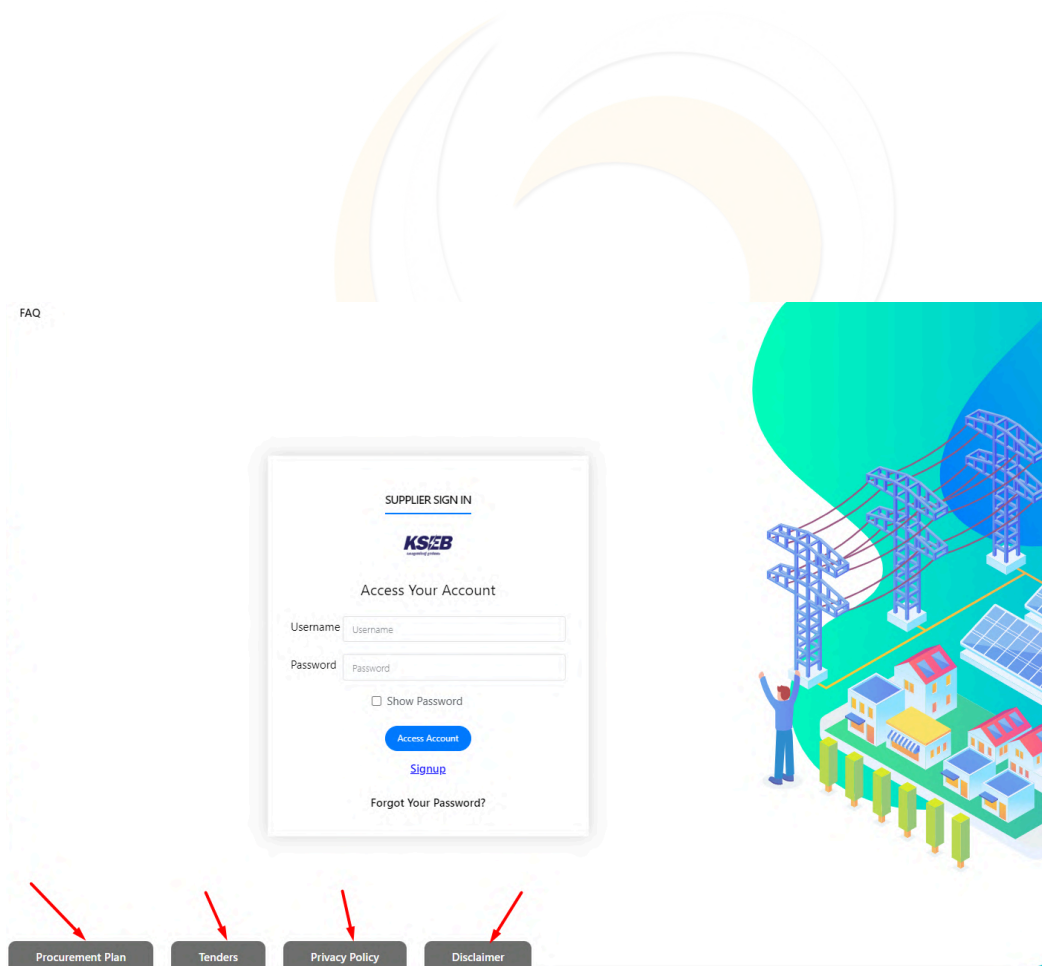 FAQ
SUPPLIER SIGN IN
KSEB
Access Your Account
Username Username
Password Password
Show Password
Access Account
Signup
Forgot Your Password?
Procurement Plan Tenders Privacy Policy Disclaimer